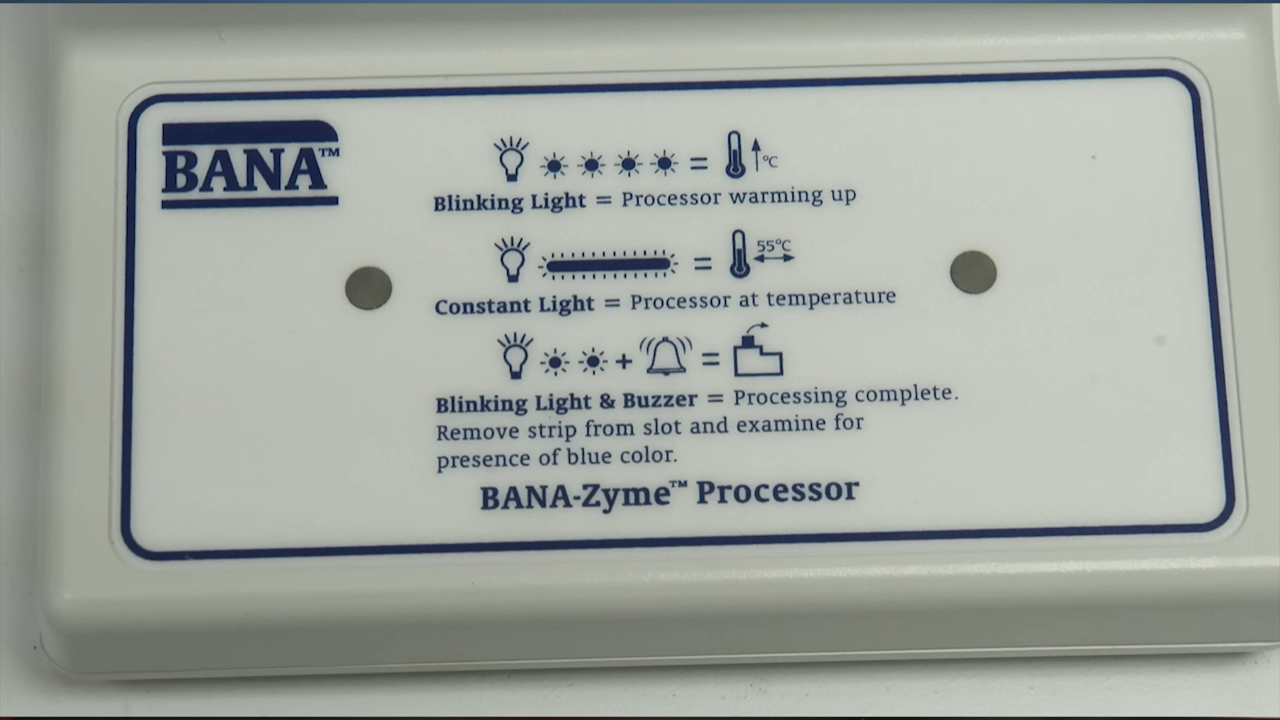 BANA™
°C
Blinking Light = Processor warming up
55°C
Constant Light = Processor at temperature
Blinking Light & Buzzer = Processing complete.
Remove strip from slot and examine for
presence of blue color.
BANA-Zyme™ Processor